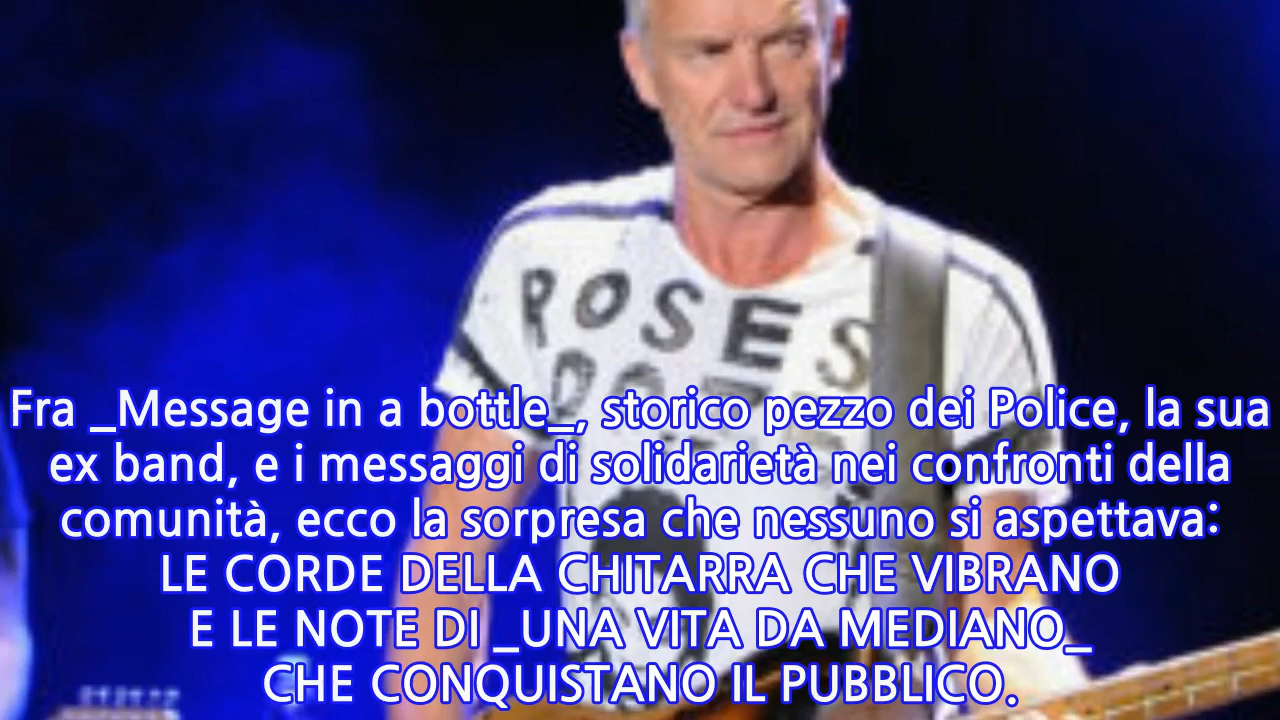 ROSES
Fra _Message in a bottle_, storico pezzo dei Police, la sua
ex band, e i messaggi di solidarietà nei confronti della
comunità, ecco la sorpresa che nessuno si aspettava:
LE CORDE DELLA CHITARRA CHE VIBRANO
E LE NOTE DI _UNA VITA DA MEDIANO_
CHE CONQUISTANO IL PUBBLICO.